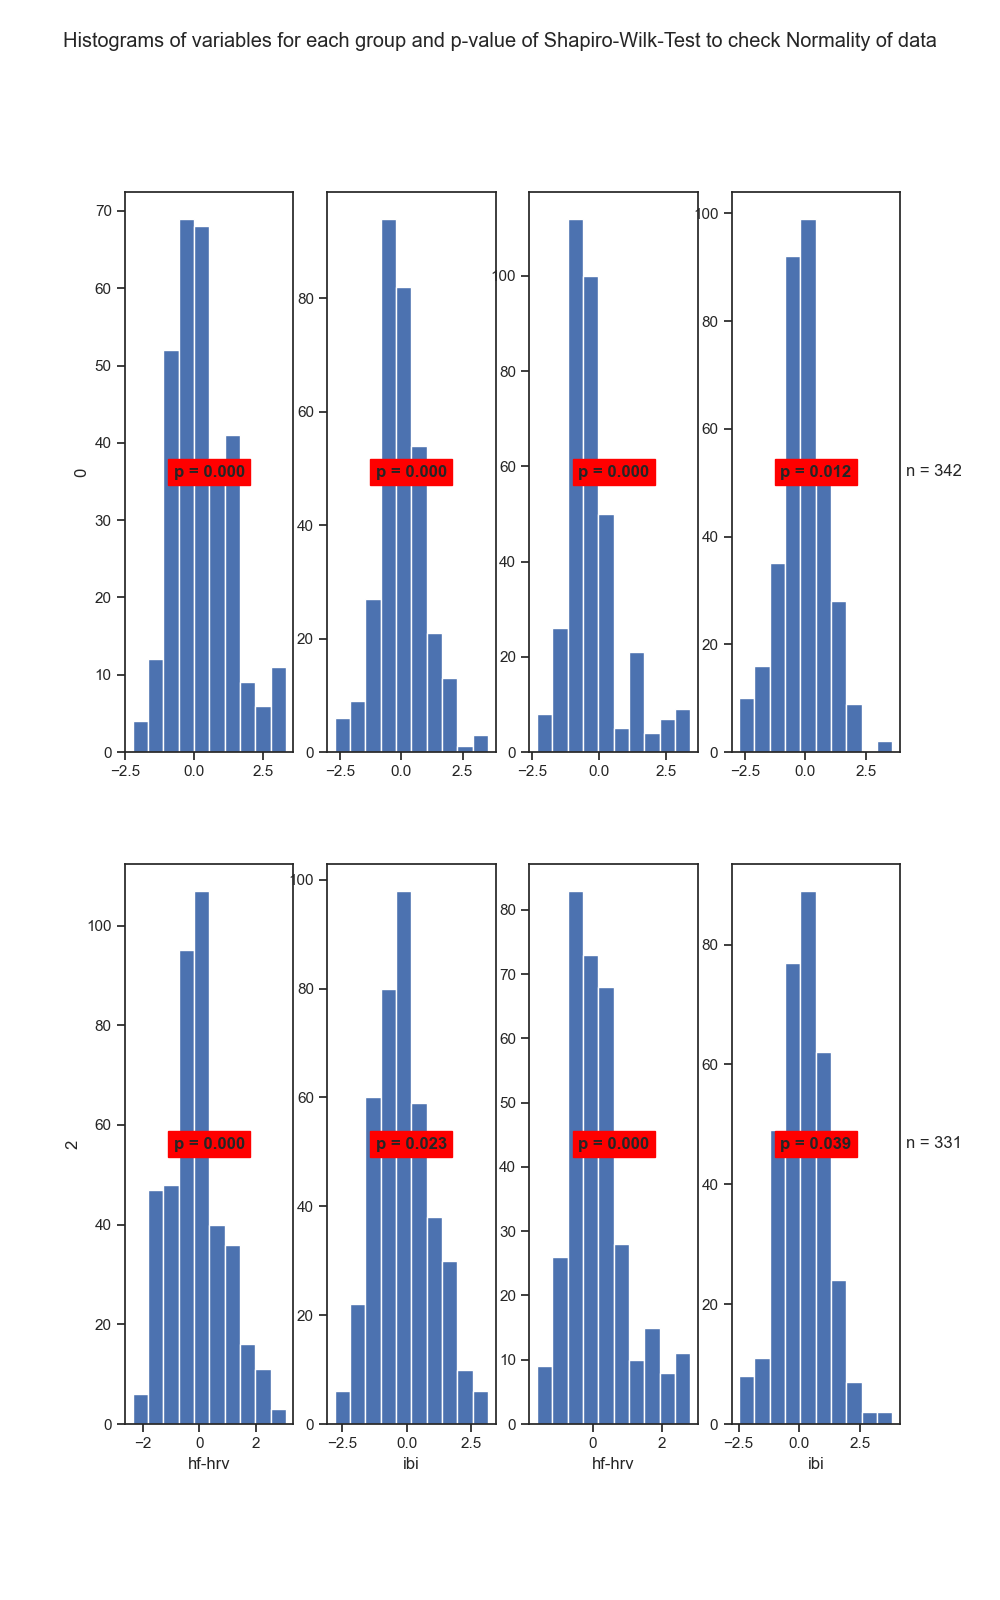 Histograms of variables for each group and p-value of Shapiro-Wilk-Test to check Normality of data
0
70
60
50
40
30
20
10
0
−2.5 0.0 2.5
p = 0.000
80
60
40
20
0
−2.5 0.0 2.5
p = 0.000
100
80
60
40
20
0
−2.5 0.0 2.5
p = 0.000
100
80
60
40
20
0
−2.5 0.0 2.5
p = 0.012
n = 342
2
100
80
60
40
20
0
−2 0 2
hf-hrv
p = 0.000
100
80
60
40
20
0
−2.5 0.0 2.5
ibi
p = 0.023
80
70
60
50
40
30
20
10
0
0 2
hf-hrv
p = 0.000
80
60
40
20
0
−2.5 0.0 2.5
ibi
p = 0.039
n = 331